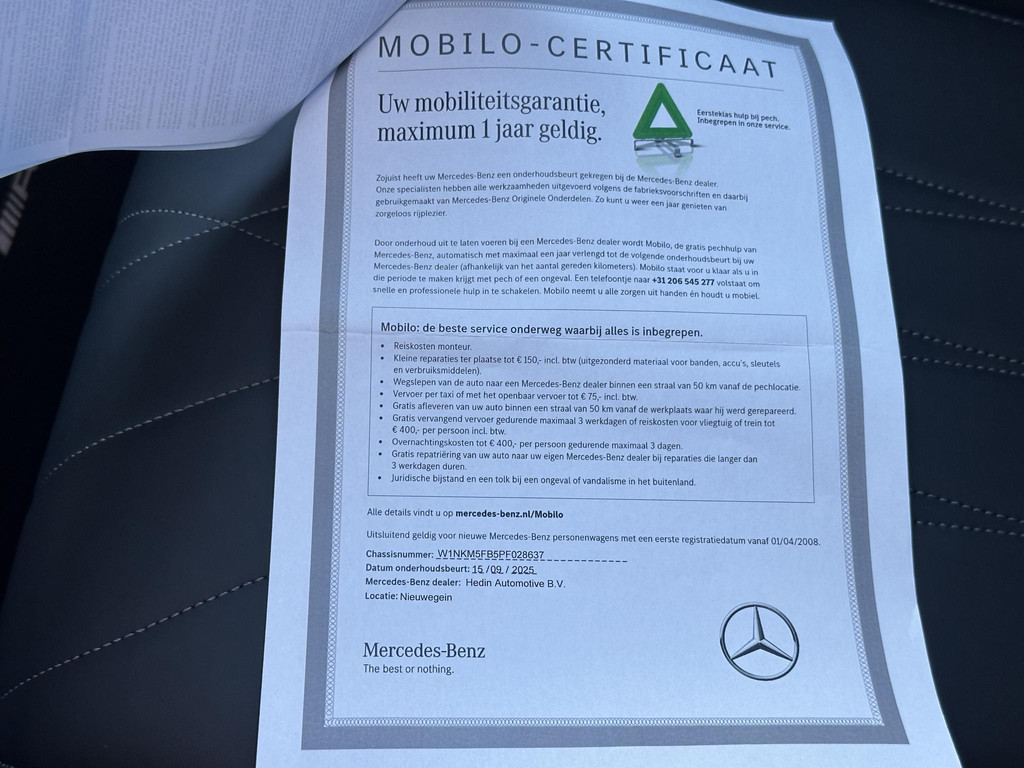 MOBILO-CERTIFICAAT
Uw mobiliteitsgarantie,
maximum 1 jaar geldig.
Eersteklas hulp bij pech.
Inbegrepen in onze service.
Zojuist heeft uw Mercedes-Benz een onderhoudsbeurt gekregen bij de Mercedes-Benz dealer.
Onze specialisten hebben alle werkzaamheden uitgevoerd volgens de fabrieksvoorschriften en daarbij
gebruikgemaakt van Mercedes-Benz Originele Onderdelen. Zo kunt u weer een jaar genieten van
zorgeloos rijplezier.
Door onderhoud uit te laten voeren bij een Mercedes-Benz dealer wordt Mobilo, de gratis pechhulp van
Mercedes-Benz, automatisch met maximaal een jaar verlengd tot de volgende onderhoudsbeurt bij uw
Mercedes-Benz dealer (afhankelijk van het aantal gereden kilometers). Mobilo staat voor u klaar als u in
die periode te maken krijgt met pech of een ongeval. Een telefoontje naar +31 206 545 277 volstaat om
snelle en professionele hulp in te schakelen. Mobilo neemt u alle zorgen uit handen én houdt u mobiel.
Mobilo: de beste service onderweg waarbij alles is inbegrepen.
• Reiskosten monteur.
• Kleine reparaties ter plaatse tot € 150,- incl. btw (uitgezonderd materiaal voor banden, accu's, sleutels
en verbruiksmiddelen).
• Wegslepen van de auto naar een Mercedes-Benz dealer binnen een straal van 50 km vanaf de pechlocatie.
• Vervoer per taxi of met het openbaar vervoer tot € 75,- incl. btw.
• Gratis afleveren van uw auto binnen een straal van 50 km vanaf de werkplaats waar hij werd gerepareerd.
• Gratis vervangend vervoer gedurende maximaal 3 werkdagen of reiskosten voor vliegtuig of trein tot
€ 400,- per persoon incl. btw.
• Overnachtingskosten tot € 400,- per persoon gedurende maximaal 3 dagen.
• Gratis repatriëring van uw auto naar uw eigen Mercedes-Benz dealer bij reparaties die langer dan
3 werkdagen duren.
• Juridische bijstand en een tolk bij een ongeval of vandalisme in het buitenland.
Alle details vindt u op mercedes-benz.nl/Mobilo
Uitsluitend geldig voor nieuwe Mercedes-Benz personenwagens met een eerste registratiedatum vanaf 01/04/2008.
Chassisnummer: W1NKM5FB5PF028637
Datum onderhoudsbeurt: 15 / 09 / 2025
Mercedes-Benz dealer: Hedin Automotive B.V.
Locatie: Nieuwegein
Mercedes-Benz
The best or nothing.